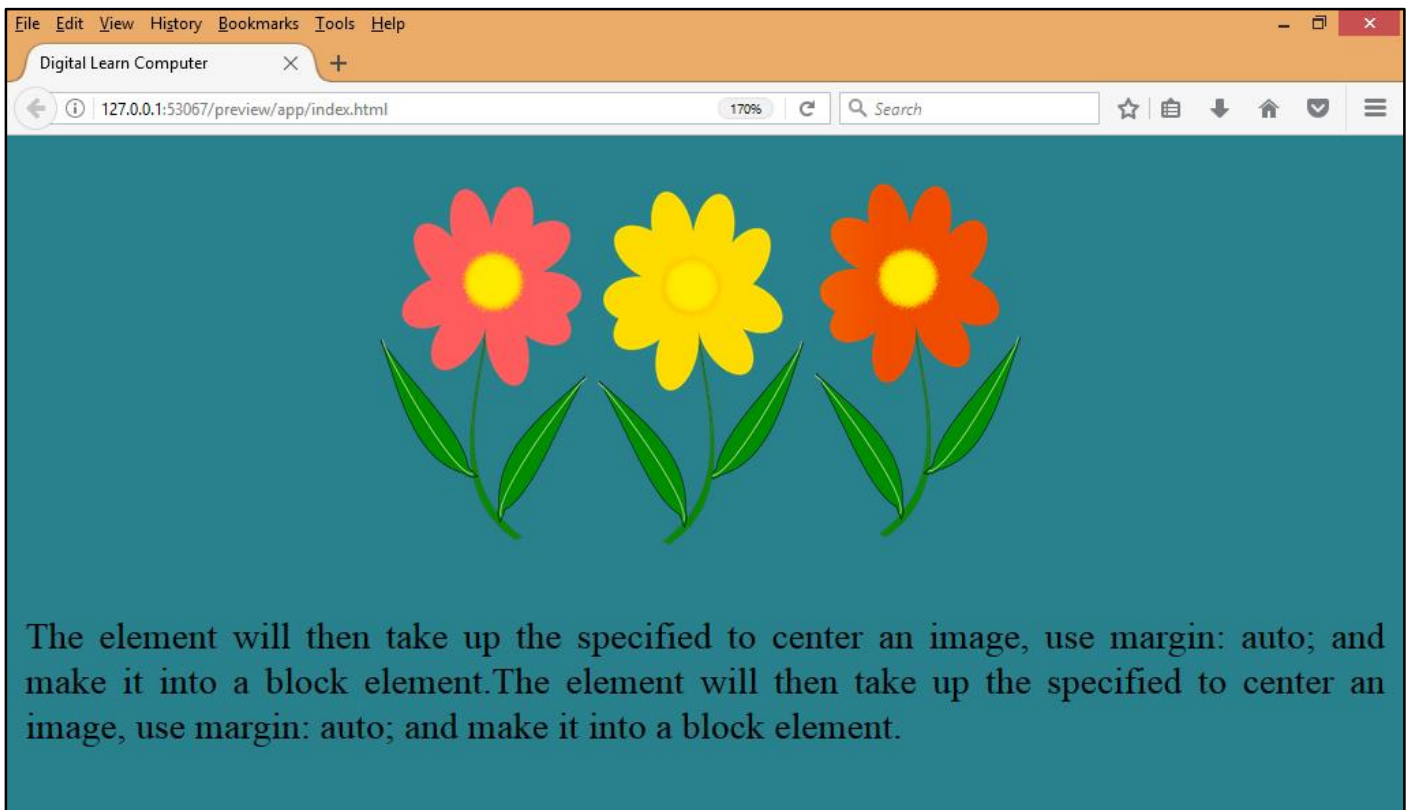 File Edit View History Bookmarks Tools Help
Digital Learn Computer
127.0.0.1:53067/preview/app/index.html 170% Search
The element will then take up the specified to center an image, use margin: auto; and
make it into a block element.The element will then take up the specified to center an
image, use margin: auto; and make it into a block element.